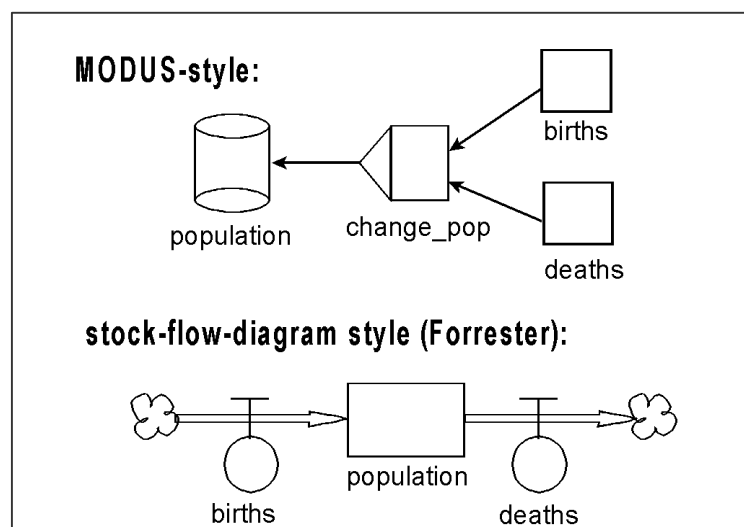 MODUS-style:
births
population
change_pop
deaths
stock-flow-diagram style (Forrester):
population
births
deaths